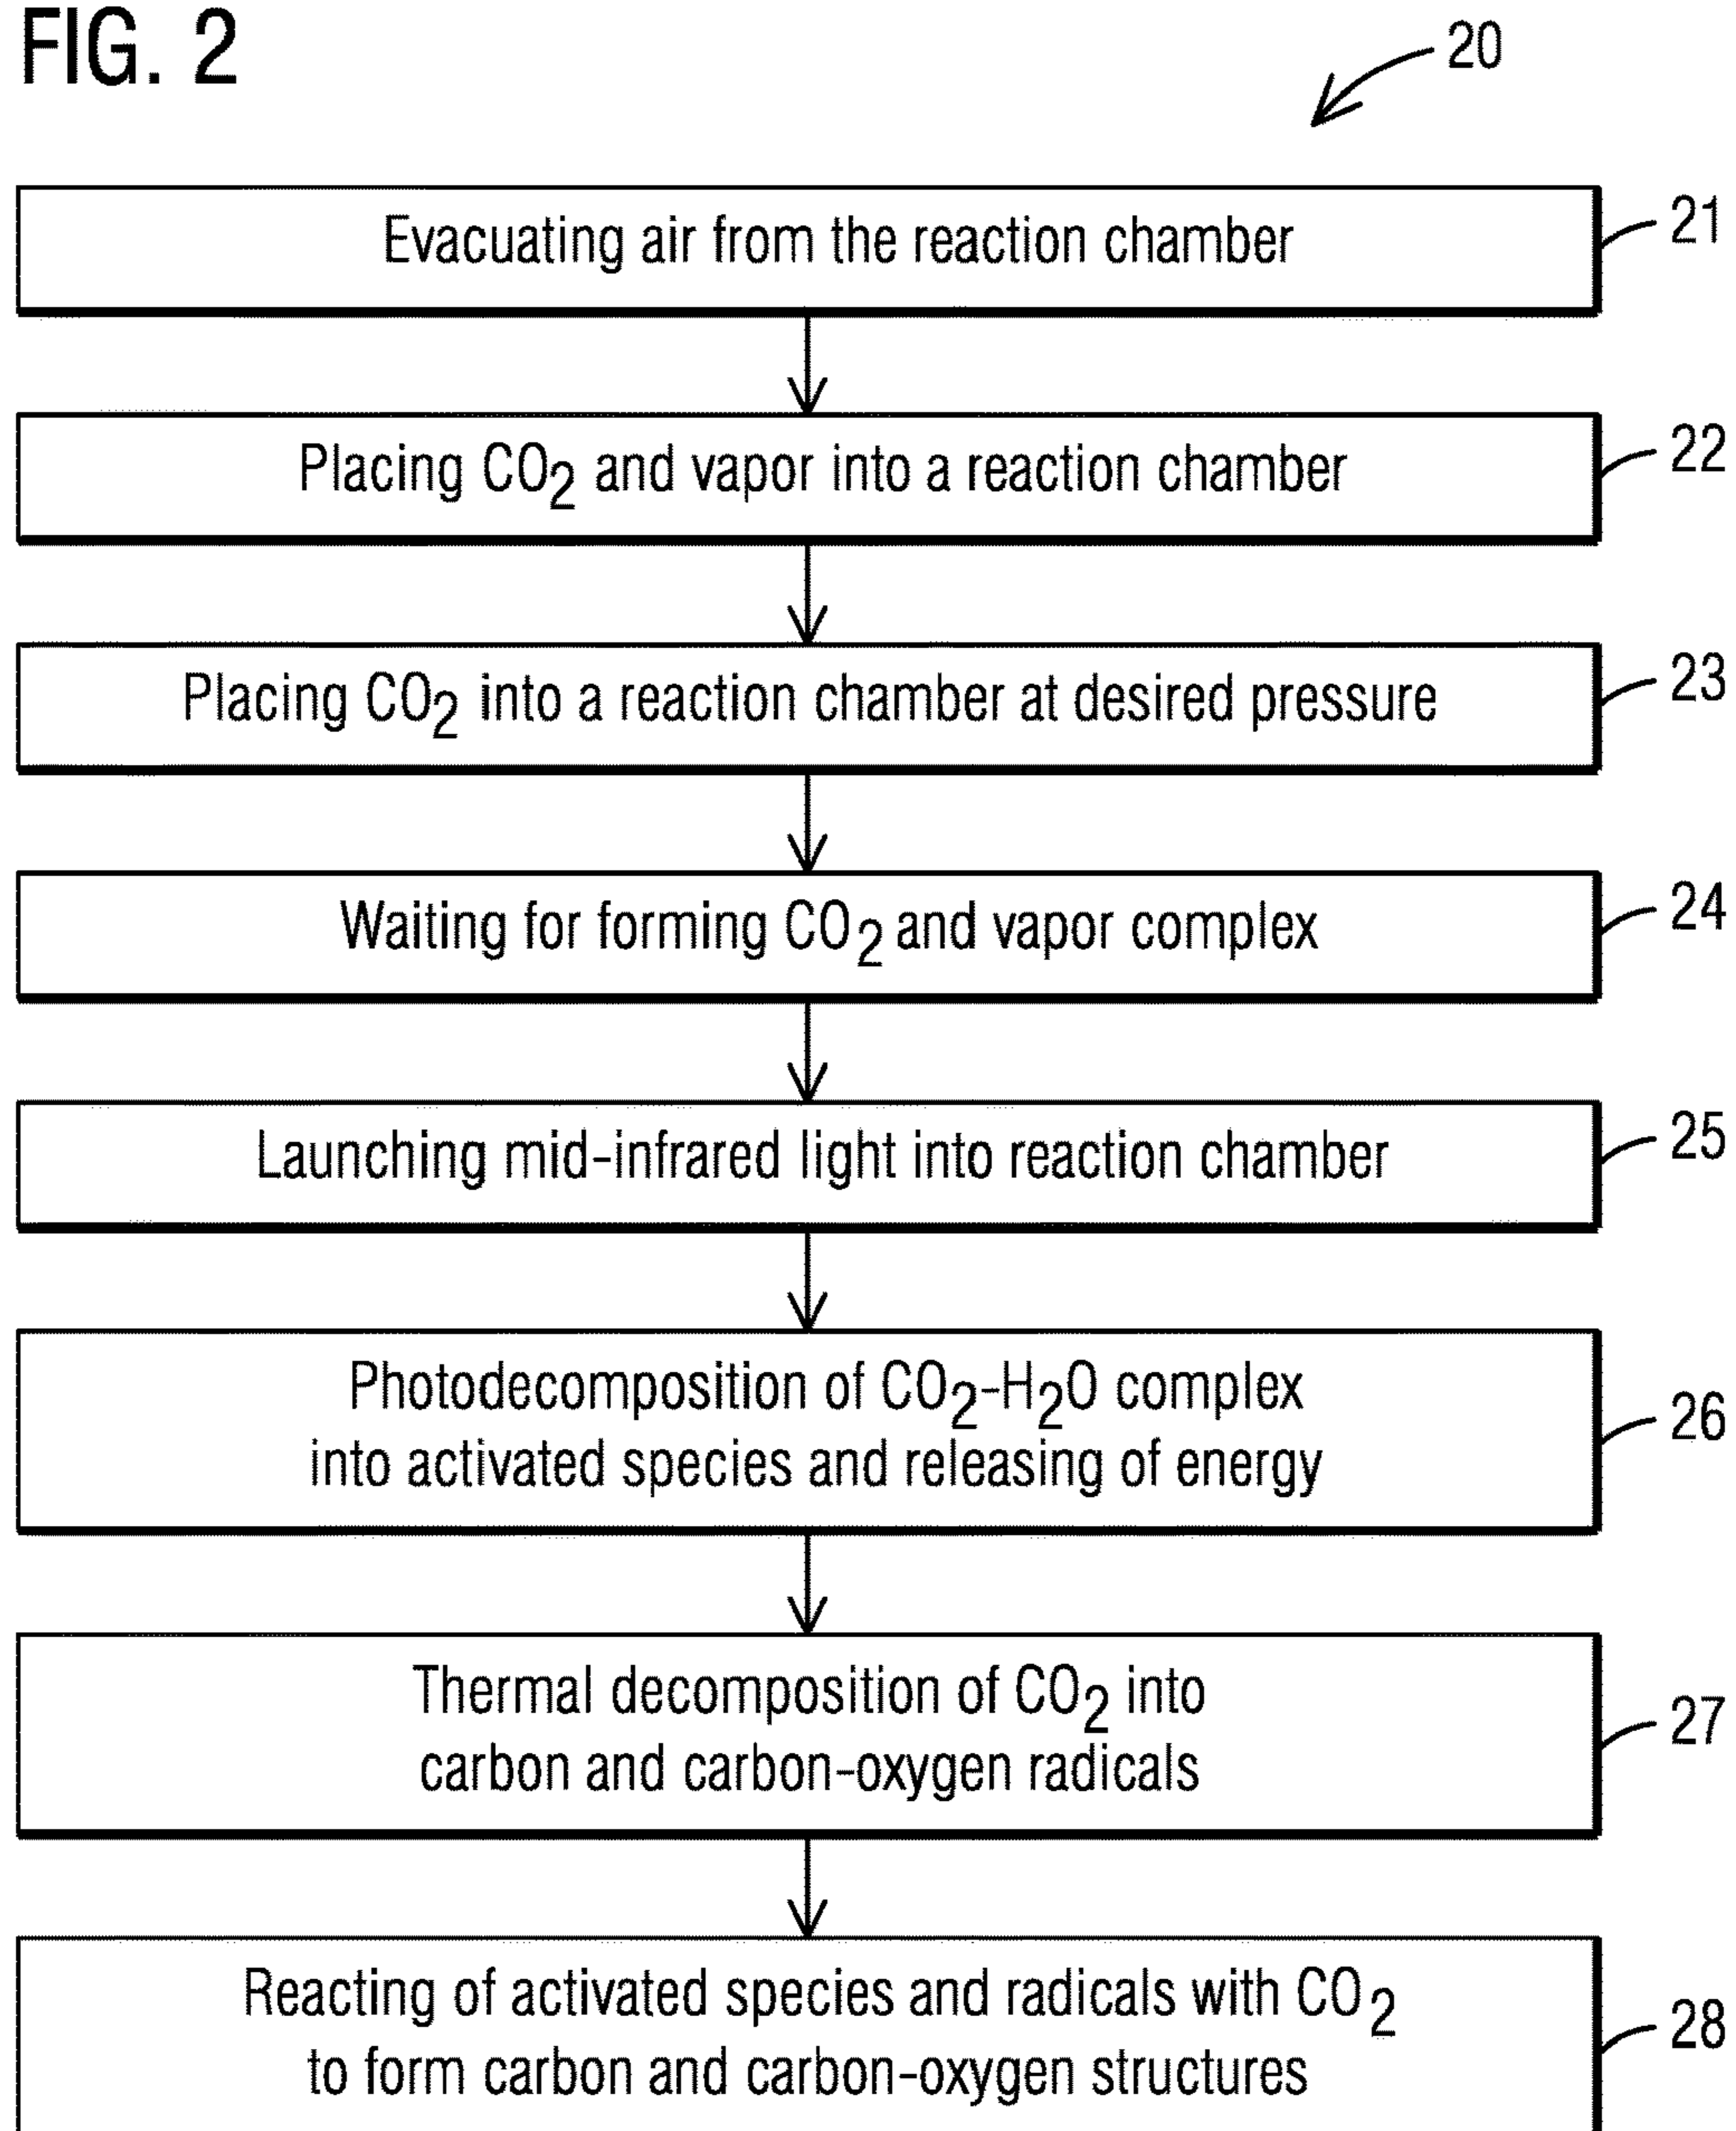 FIG. 2
20
Evacuating air from the reaction chamber
21
Placing CO₂ and vapor into a reaction chamber
22
Placing CO₂ into a reaction chamber at desired pressure
23
Waiting for forming CO₂ and vapor complex
24
Launching mid-infrared light into reaction chamber
25
Photodecomposition of CO₂-H₂O complex
into activated species and releasing of energy
26
Thermal decomposition of CO₂ into
carbon and carbon-oxygen radicals
27
Reacting of activated species and radicals with CO₂
to form carbon and carbon-oxygen structures
28